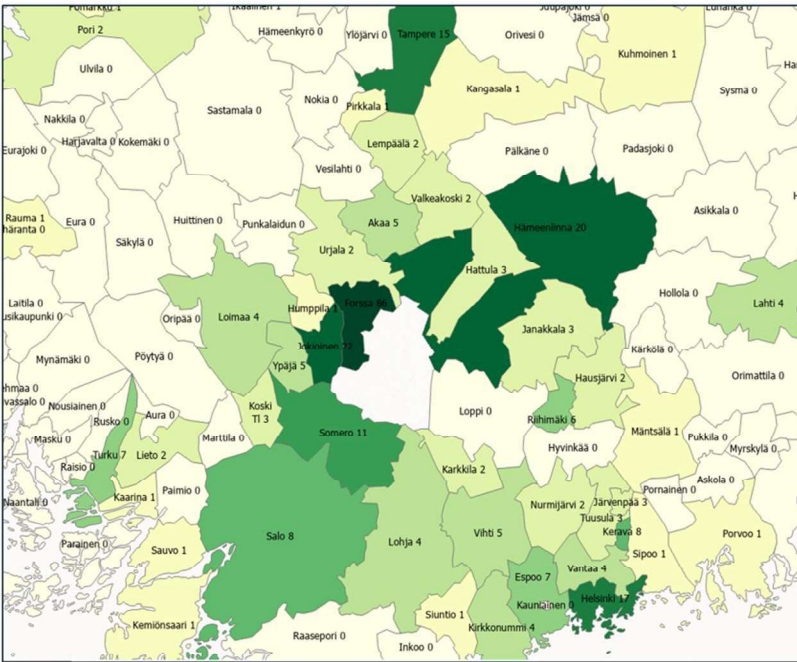 Pomarkku 1
Ikaalinen 1
Juupajoki 0
Jämsä 0
Luhanka 0
Pori 2
Hämeenkyrö 0
Ylöjärvi 0
Tampere 15
Orivesi 0
Kuhmoinen 1
Ulvila 0
Sastamala 0
Nokia 0
Pirkkala 1
Kangasala 1
Sysmä 0
Nakkila 0
Harjavalta 0
Kokemäki 0
Eurajoki 0
Lempäälä 2
Pälkäne 0
Padasjoki 0
Vesilahti 0
Valkeakoski 2
Rauma 1
häranta 0
Eura 0
Huittinen 0
Punkalaidun 0
Akaa 5
Hämeenlinna 20
Asikkala 0
Säkylä 0
Urjala 2
Hattula 3
Laitila 0
usikaupunki 0
Oripää 0
Loimaa 4
Humppila 1
Forssa 86
Janakkala 3
Hollola 0
Lahti 4
Mynämäki 0
Pöytyä 0
Jokioinen 22
Ypäjä 5
Kärkölä 0
Orimattila 0
ehmaa 0
vassalo 0
Nousiainen 0
Rusko 0
Aura 0
Koski
Tl 3
Hausjärvi 2
Loppi 0
Riihimäki 6
Masku 0
Marttila 0
Somero 11
Hyvinkää 0
Mäntsälä 1
Pukkila 0
Myrskylä 0
Raisio 0
Turku 7
Lieto 2
Karkkila 2
Askola 0
Naantali 0
Kaarina 1
Paimio 0
Pornainen 0
Nurmijärvi 2
Järvenpää 3
Tuusula 3
Parainen 0
Sauvo 1
Salo 8
Lohja 4
Vihti 5
Kerava 8
Porvoo 1
Sipoo 1
Espoo 7
Vantaa 4
Kemiönsaari 1
Raasepori 0
Siuntio 1
Kauniainen 0
Helsinki 17
Kirkkonummi 4
Inkoo 0